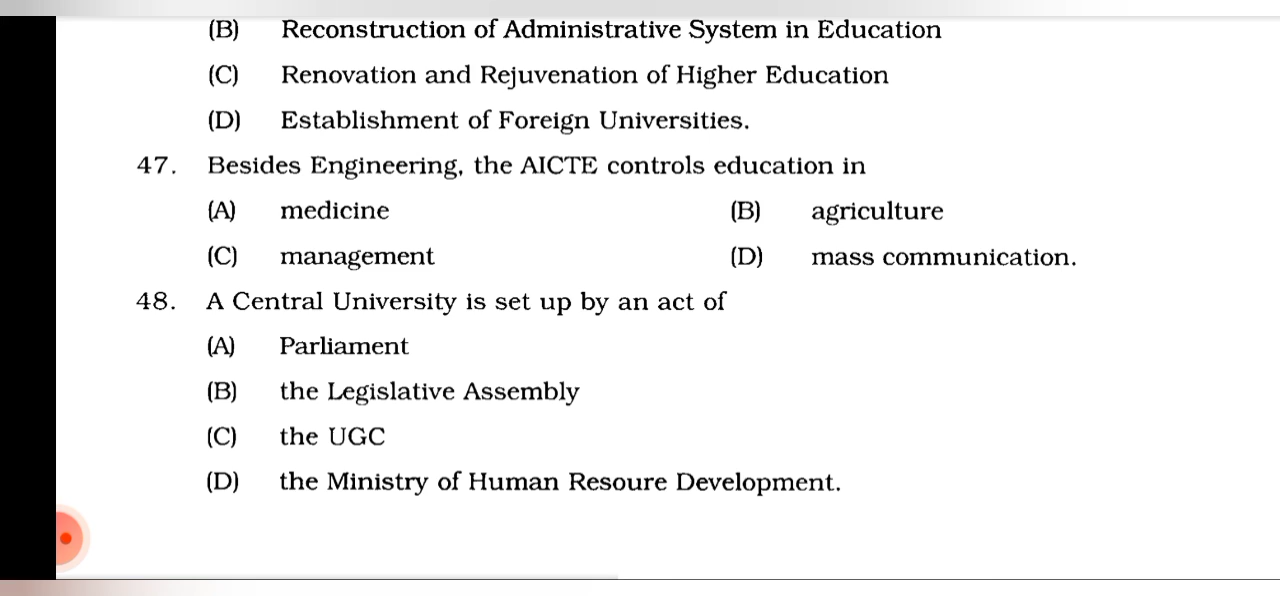 (B) Reconstruction of Administrative System in Education
(C) Renovation and Rejuvenation of Higher Education
(D) Establishment of Foreign Universities.
47. Besides Engineering, the AICTE controls education in
(A) medicine (B) agriculture
(C) management (D) mass communication.
48. A Central University is set up by an act of
(A) Parliament
(B) the Legislative Assembly
(C) the UGC
(D) the Ministry of Human Resoure Development.